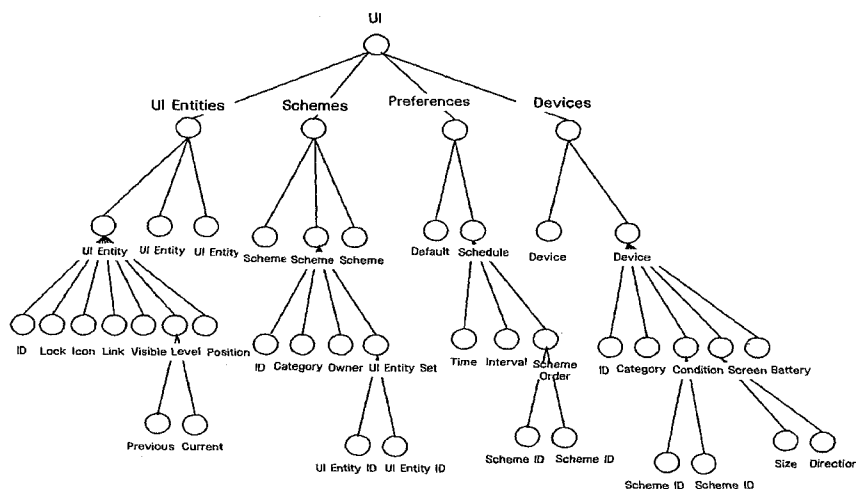 UI
UI Entities Schemes Preferences Devices
UI Entity UI Entity UI Entity Scheme Scheme Scheme Default Schedule Device Device
ID Lock Icon Link Visible Level Position ID Category Owner UI Entity Set Time Interval Scheme Order ID Category Condition Screen Battery
Previous Current UI Entity ID UI Entity ID Scheme ID Scheme ID Scheme ID Scheme ID Size Direction